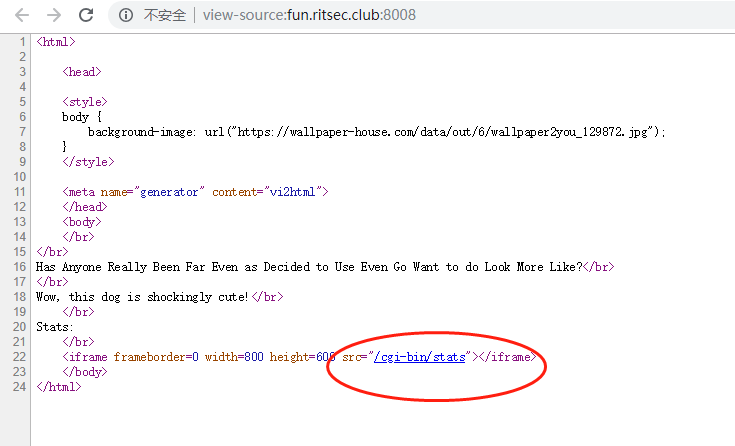 不安全 | view-source:fun.ritsec.club:8008
1 <html>
2
3 <head>
4
5 <style>
6 body {
7 background-image: url("https://wallpaper-house.com/data/out/6/wallpaper2you_129872.jpg");
8 }
9 </style>
10
11 <meta name="generator" content="vi2html">
12 </head>
13 <body>
14 </br>
15 </br>
16 Has Anyone Really Been Far Even as Decided to Use Even Go Want to do Look More Like?</br>
17 </br>
18 Wow, this dog is shockingly cute!</br>
19 </br>
20 Stats:
21 </br>
22 <iframe frameborder=0 width=800 height=600 src="/cgi-bin/stats"></iframe>
23 </body>
24 </html>